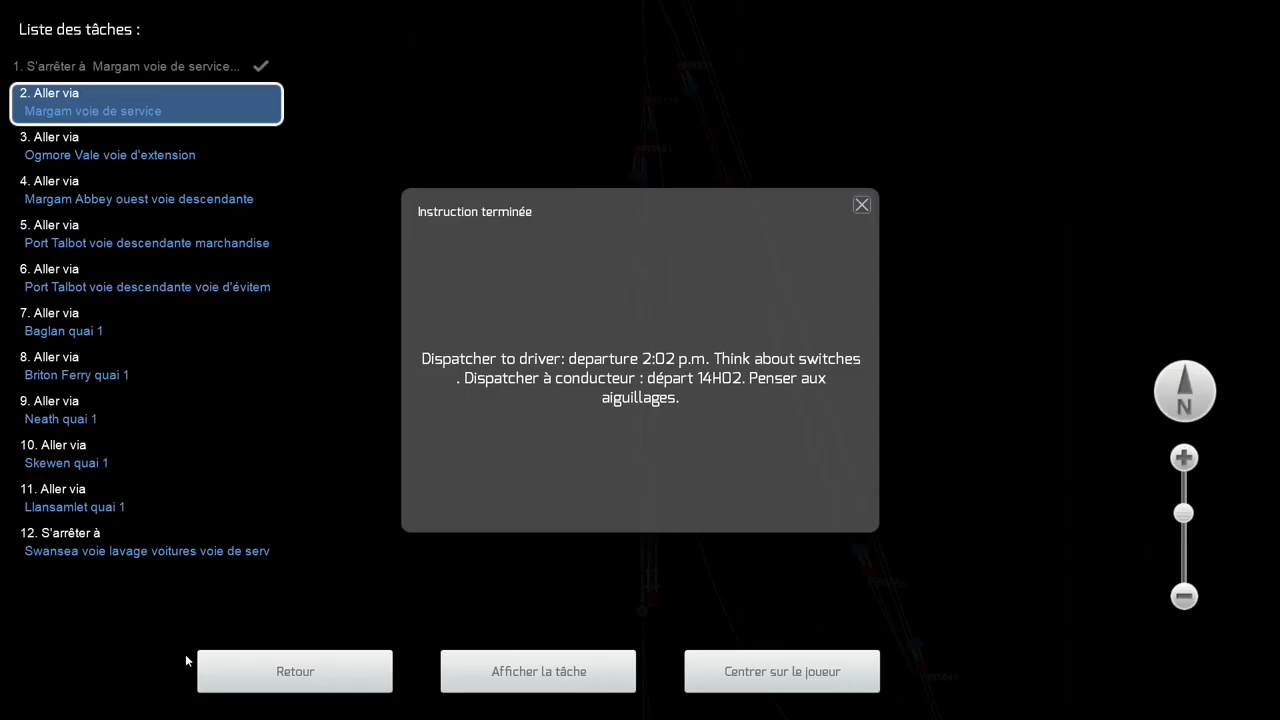 Liste des tâches :
1. S'arrêter à  Margam voie de service...
2. Aller via
Margam voie de service
3. Aller via
Ogmore Vale voie d'extension
4. Aller via
Margam Abbey ouest voie descendante
5. Aller via
Port Talbot voie descendante marchandise
6. Aller via
Port Talbot voie descendante voie d'évitem
7. Aller via
Baglan quai 1
8. Aller via
Briton Ferry quai 1
9. Aller via
Neath quai 1
10. Aller via
Skewen quai 1
11. Aller via
Llansamlet quai 1
12. S'arrêter à
Swansea voie lavage voitures voie de serv
Instruction terminée
Dispatcher to driver: departure 2:02 p.m. Think about switches
. Dispatcher à conducteur : départ 14H02. Penser aux
aiguillages.
N
Retour
Afficher la tâche
Centrer sur le joueur